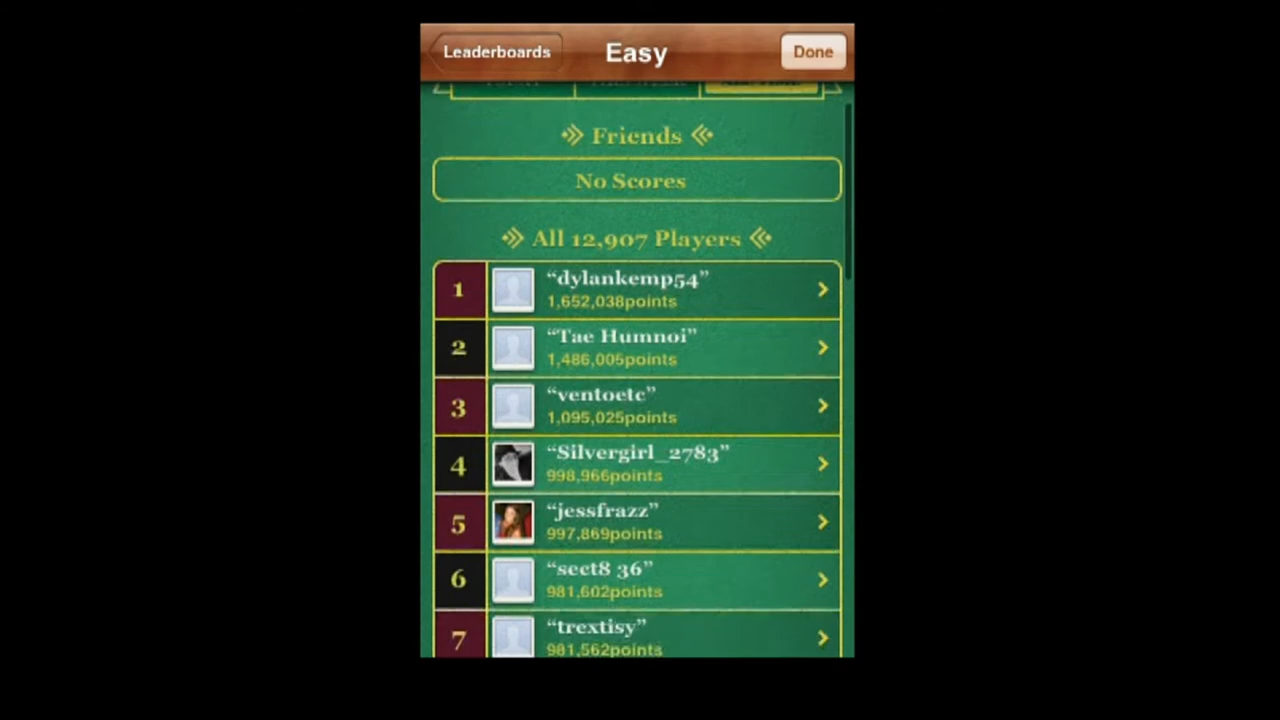 Leaderboards
Easy
Done
Friends
No Scores
All 12,907 Players
1
“dylankemp54”
1,652,038points
2
“Tae Humnoi”
1,486,005points
3
“ventoetc”
1,095,025points
4
“Silvergirl_2783”
998,966points
5
“jessfrazz”
997,869points
6
“sect8 36”
981,602points
7
“trextisy”
981,562points